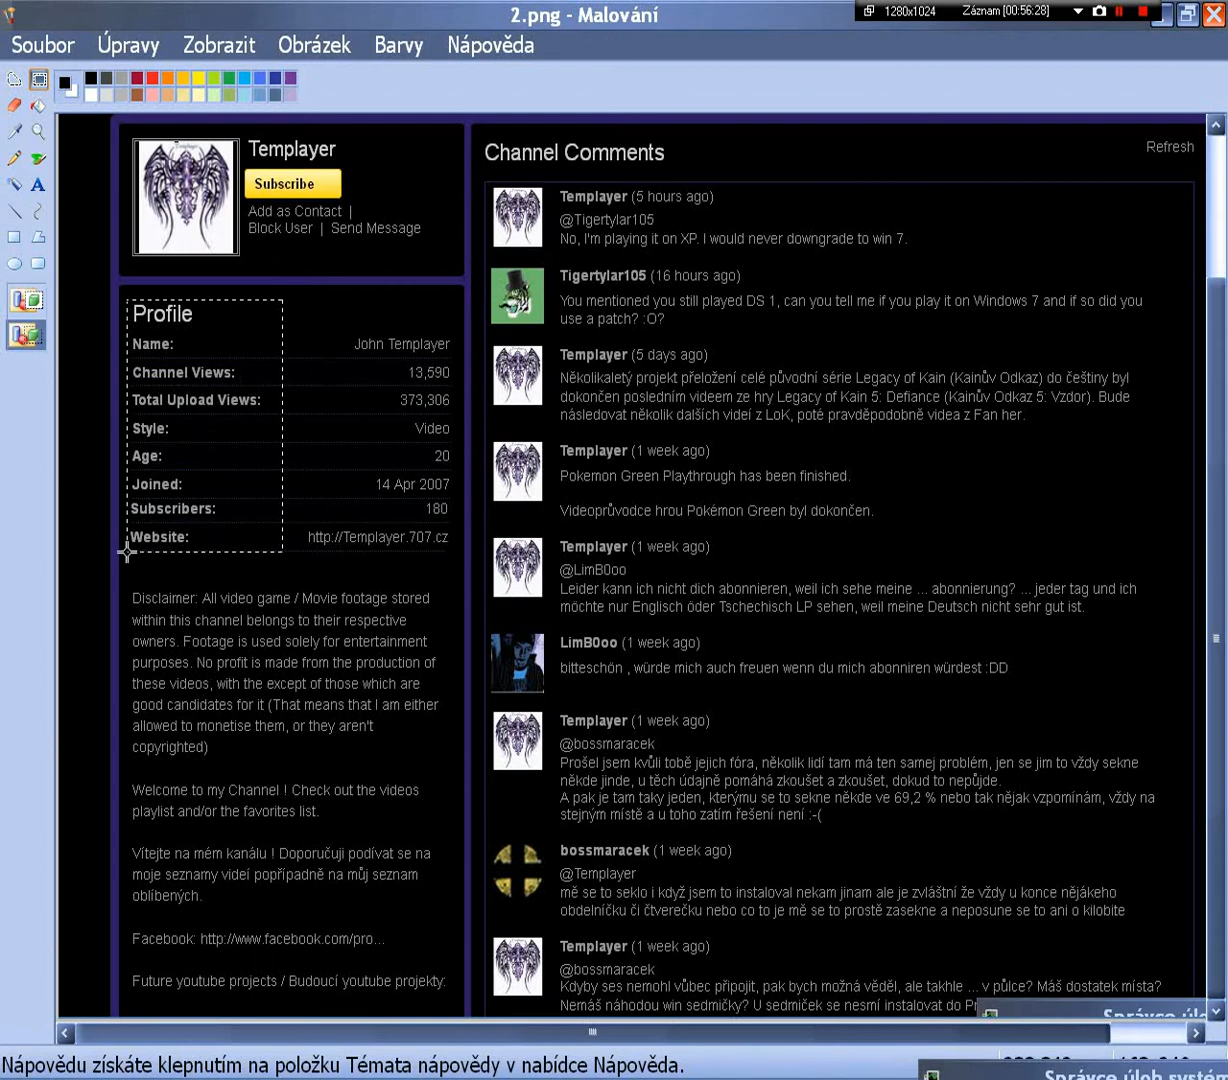 2.png - Malování
1280x1024
Záznam [00:56:28]
Soubor
Úpravy
Zobrazit
Obrázek
Barvy
Nápověda
Templayer
Subscribe
Add as Contact |
Block User | Send Message
Profile
Name: John Templayer
Channel Views: 13,590
Total Upload Views: 373,306
Style: Video
Age: 20
Joined: 14 Apr 2007
Subscribers: 180
Website: http://Templayer.707.cz
Disclaimer: All video game / Movie footage stored
within this channel belongs to their respective
owners. Footage is used solely for entertainment
purposes. No profit is made from the production of
these videos, with the except of those which are
good candidates for it (That means that I am either
allowed to monetise them, or they aren't
copyrighted)
Welcome to my Channel ! Check out the videos
playlist and/or the favorites list.
Vítejte na mém kanálu ! Doporučuji podívat se na
moje seznamy videí popřípadně na můj seznam
oblíbených.
Facebook: http://www.facebook.com/pro...
Future youtube projects / Budoucí youtube projekty:
Channel Comments
Refresh
Templayer (5 hours ago)
@Tigertylar105
No, I'm playing it on XP. I would never downgrade to win 7.
Tigertylar105 (16 hours ago)
You mentioned you still played DS 1, can you tell me if you play it on Windows 7 and if so did you
use a patch? :O?
Templayer (5 days ago)
Několikaletý projekt přeložení celé původní série Legacy of Kain (Kainův Odkaz) do češtiny byl
dokončen posledním videem ze hry Legacy of Kain 5: Defiance (Kainův Odkaz 5: Vzdor). Bude
následovat několik dalších videí z LoK, poté pravděpodobně videa z Fan her.
Templayer (1 week ago)
Pokemon Green Playthrough has been finished.
Videoprůvodce hrou Pokémon Green byl dokončen.
Templayer (1 week ago)
@LimB0oo
Leider kann ich nicht dich abonnieren, weil ich sehe meine ... abonnierung? ... jeder tag und ich
möchte nur Englisch öder Tschechisch LP sehen, weil meine Deutsch nicht sehr gut ist.
LimB0oo (1 week ago)
bitteschön , würde mich auch freuen wenn du mich abonniren würdest :DD
Templayer (1 week ago)
@bossmaracek
Prošel jsem kvůli tobě jejich fóra, několik lidí tam má ten samej problém, jen se jim to vždy sekne
někde jinde, u těch údajně pomáhá zkoušet a zkoušet, dokud to nepůjde.
A pak je tam taky jeden, kterýmu se to sekne někde ve 69,2 % nebo tak nějak vzpomínám, vždy na
stejným místě a u toho zatím řešení není :-(
bossmaracek (1 week ago)
@Templayer
mě se to seklo i když jsem to instaloval nekam jinam ale je zvláštní že vždy u konce nějákeho
obdelníčku či čtverečku nebo co to je mě se to prostě zasekne a neposune se to ani o kilobite
Templayer (1 week ago)
@bossmaracek
Kdyby ses nemohl vůbec připojit, pak bych možná věděl, ale takhle ... v půlce? Máš dostatek místa?
Nemáš náhodou win sedmičky? U sedmiček se nesmí instalovat do
Nápovědu získáte klepnutím na položku Témata nápovědy v nabídce Nápověda.
Správce úloh systém